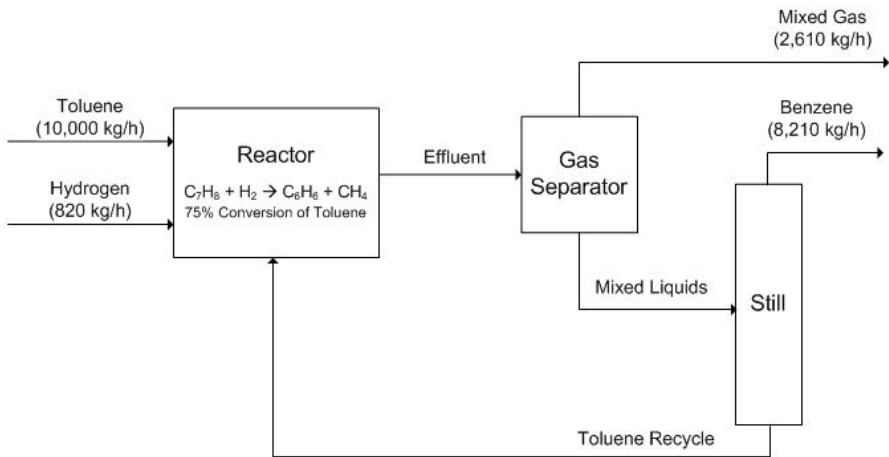 Mixed Gas
(2,610 kg/h)
Toluene
(10,000 kg/h)
Benzene
(8,210 kg/h)
Reactor
C₇H₈ + H₂ → C₆H₆ + CH₄
75% Conversion of Toluene
Effluent
Gas
Separator
Hydrogen
(820 kg/h)
Mixed Liquids
Still
Toluene Recycle